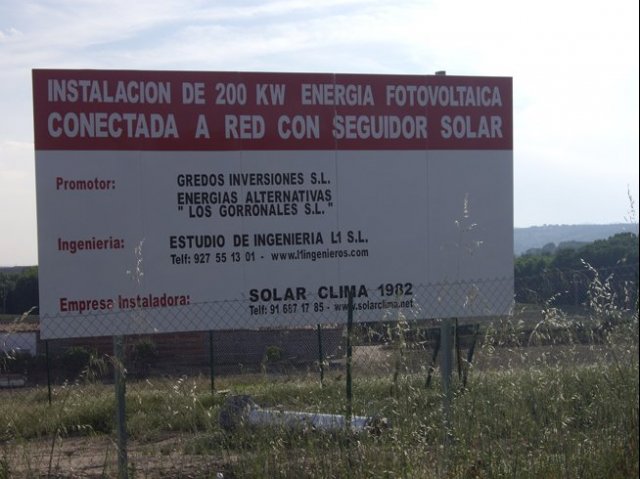 INSTALACION DE 200 KW ENERGIA FOTOVOLTAICA
CONECTADA A RED CON SEGUIDOR SOLAR
Promotor: GREDOS INVERSIONES S.L.
ENERGIAS ALTERNATIVAS
" LOS GORRONALES S.L. "
Ingenieria: ESTUDIO DE INGENIERIA L1 S.L.
Telf: 927 55 13 01 - www.l1ingenieros.com
Empresa Instaladora: SOLAR CLIMA 1982
Telf: 91 687 17 85 - www.solarclima.net